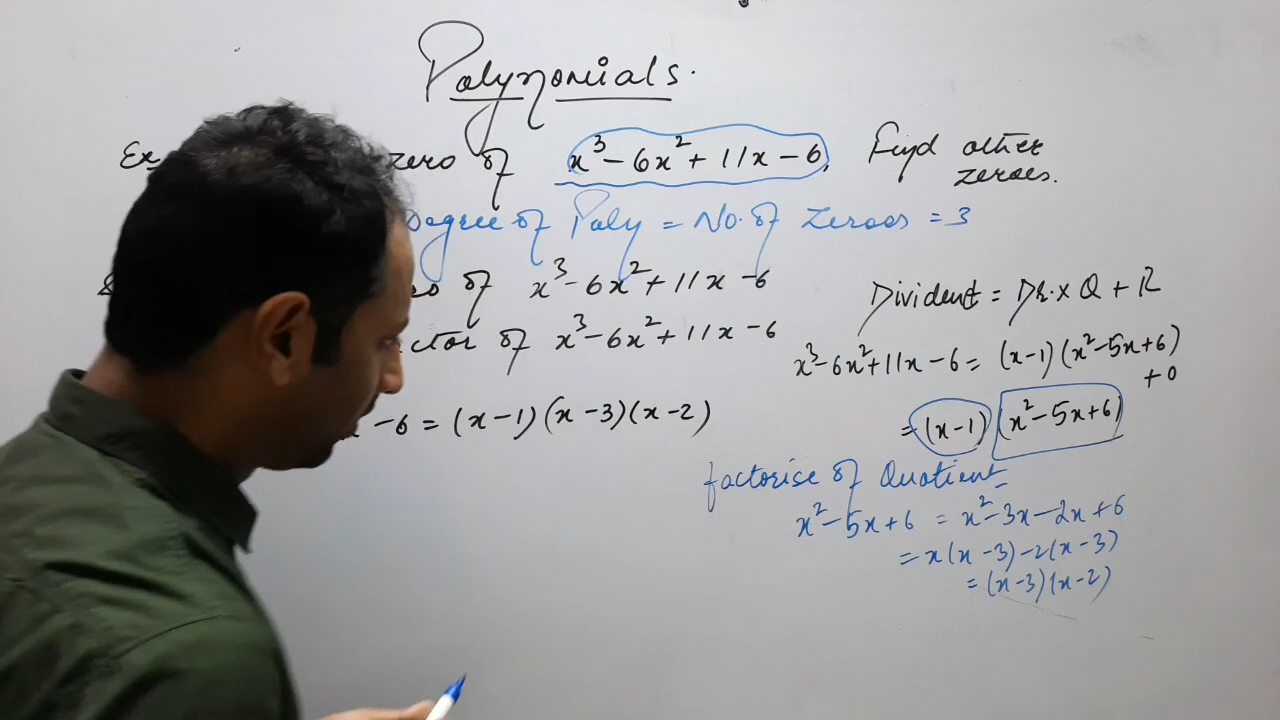 Polynomials.
Ex zero of x³-6x²+11x-6, Find other zeroes.
Degree of Poly = No. of Zeroes = 3
of x³-6x²+11x-6
ctor of x³-6x²+11x-6
-6 = (x-1)(x-3)(x-2)
Divident = Dr. x Q + R
x³-6x²+11x-6 = (x-1)(x²-5x+6)
+0
= (x-1) (x²-5x+6)
factorise of Quotient-
x²-5x+6 = x²-3x-2x+6
= x(x-3)-2(x-3)
= (x-3)(x-2)